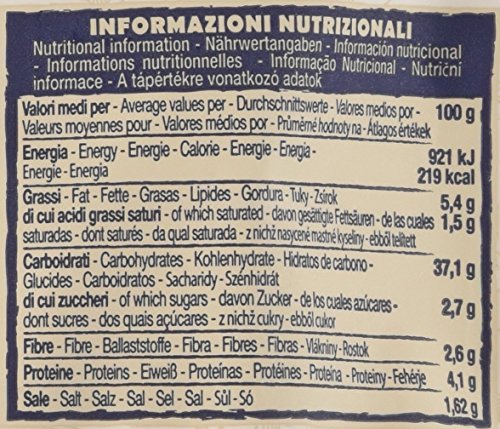 INFORMAZIONI NUTRIZIONALI
Nutritional information - Nährwertangaben - Información nutricional
- Informations nutritionnelles - Informação Nutricional - Nutriční
informace - A tápértékre vonatkozó adatok
Valori medi per - Average values per - Durchschnittswerte - Valores medios por - 100 g
Valeurs moyennes pour - Valores médios por - Průměrné hodnoty na - Átlagos értékek
Energia - Energy - Energie - Calorie - Energie - Energia - 921 kJ
Energie - Energia 219 kcal
Grassi - Fat - Fette - Grasas - Lipides - Gordura - Tuky - Zsírok 5,4 g
di cui acidi grassi saturi - of which saturated - davon gesättigte Fettsäuren - de las cuales 1,5 g
saturadas - dont saturés - da qual saturada - z nichž nasycené mastné kyseliny - ebből telített
Carboidrati - Carbohydrates - Kohlenhydrate - Hidratos de carbono - 37,1 g
Glucides - Carboidratos - Sacharidy - Szénhidrát
di cui zuccheri - of which sugars - davon Zucker - de los cuales azúcares - 2,7 g
dont sucres - dos quais açúcares - z nichž cukry - ebből cukor
Fibre - Fibre - Ballaststoffe - Fibra - Fibres - Fibras - Vlákniny - Rostok 2,6 g
Proteine - Proteins - Eiweiß - Proteínas - Protéines - Proteína - Proteiny - Fehérje 4,1 g
Sale - Salt - Salz - Sal - Sel - Sal - Sůl - Só 1,62 g